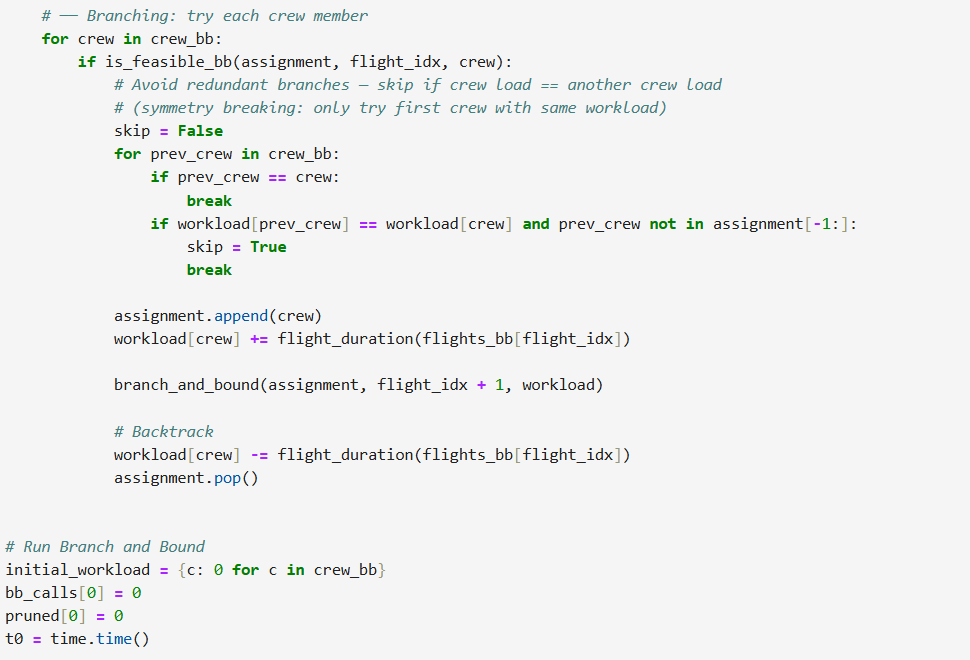 # —— Branching: try each crew member
    for crew in crew_bb:
        if is_feasible_bb(assignment, flight_idx, crew):
            # Avoid redundant branches — skip if crew load == another crew load
            # (symmetry breaking: only try first crew with same workload)
            skip = False
            for prev_crew in crew_bb:
                if prev_crew == crew:
                    break
                if workload[prev_crew] == workload[crew] and prev_crew not in assignment[-1:]:
                    skip = True
                    break

            assignment.append(crew)
            workload[crew] += flight_duration(flights_bb[flight_idx])

            branch_and_bound(assignment, flight_idx + 1, workload)

            # Backtrack
            workload[crew] -= flight_duration(flights_bb[flight_idx])
            assignment.pop()


# Run Branch and Bound
initial_workload = {c: 0 for c in crew_bb}
bb_calls[0] = 0
pruned[0] = 0
t0 = time.time()